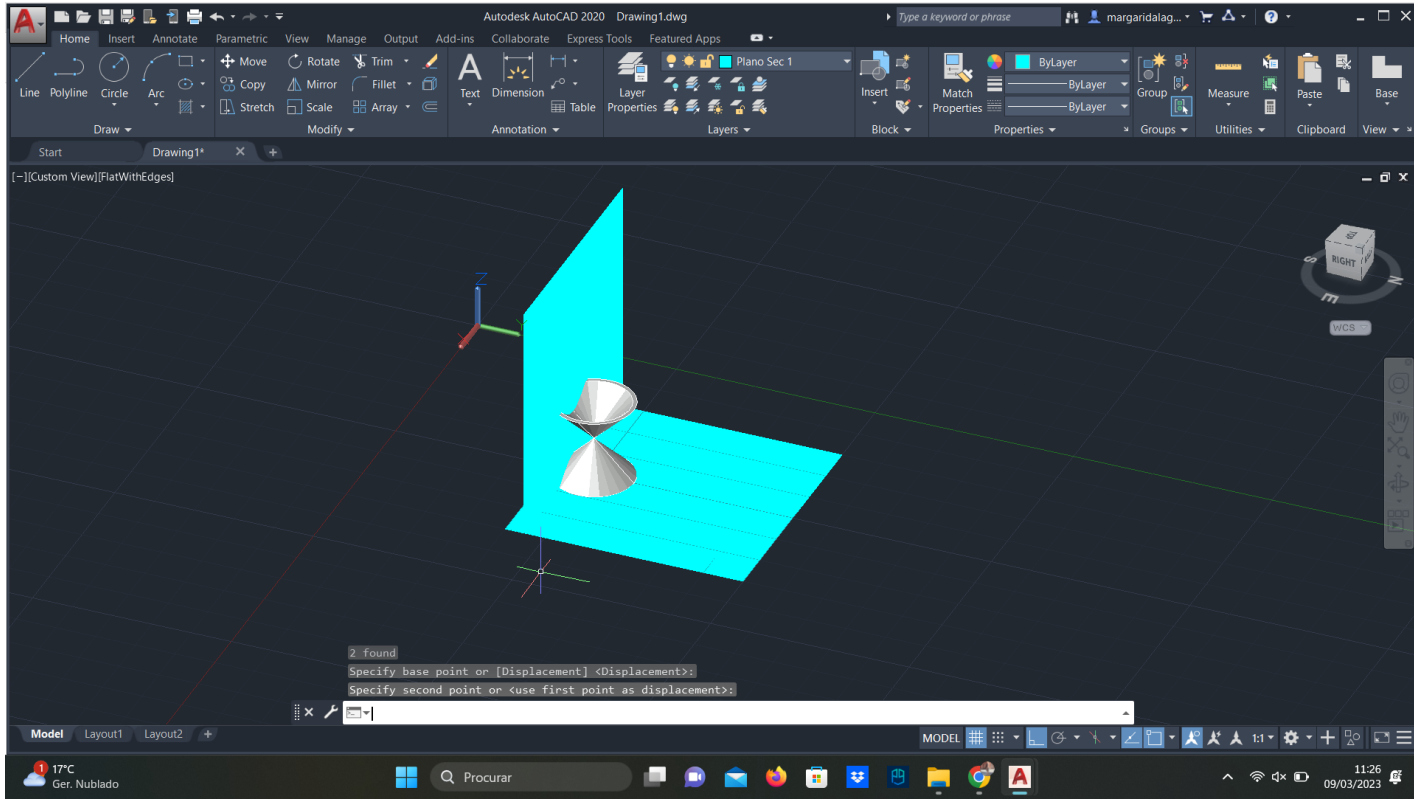 Autodesk AutoCAD 2020 Drawing1.dwg
Type a keyword or phrase
margaridalag...
Home Insert Annotate Parametric View Manage Output Add-ins Collaborate Express Tools Featured Apps
Line Polyline Circle Arc
Move Rotate Trim
Copy Mirror Fillet
Stretch Scale Array
Text Dimension
Table
Layer Properties
Plano Sec 1
Insert
Match Properties
ByLayer
ByLayer
ByLayer
Group
Measure
Paste
Base
Draw Modify Annotation Layers Block Properties Groups Utilities Clipboard View
Start Drawing1* +
[−][Custom View][FlatWithEdges]
Z
Y
RIGHT
S
E
N
WCS
2 found
Specify base point or [Displacement] <Displacement>:
Specify second point or <use first point as displacement>:
Model Layout1 Layout2 +
MODEL
1:1
1
17°C
Ger. Nublado
Procurar
11:26
09/03/2023